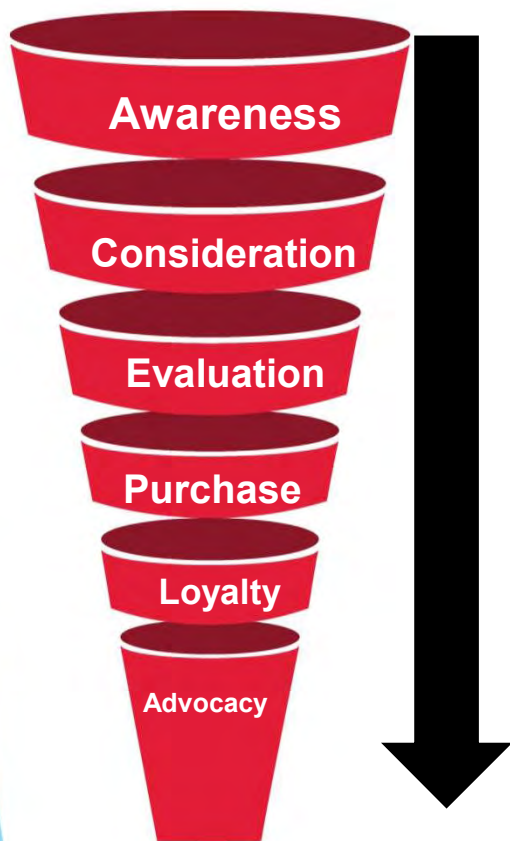 Awareness
Consideration
Evaluation
Purchase
Loyalty
Advocacy